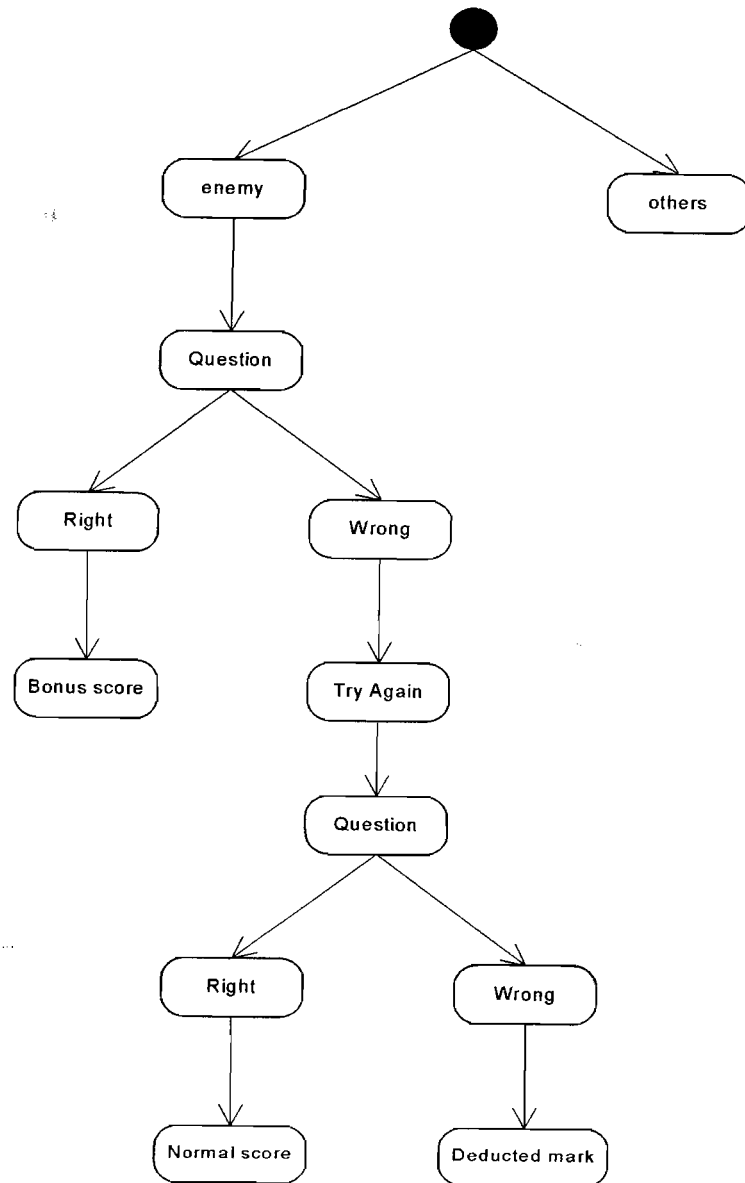 enemy
others
Question
Right
Wrong
Bonus score
Try Again
Question
Right
Wrong
Normal score
Deducted mark